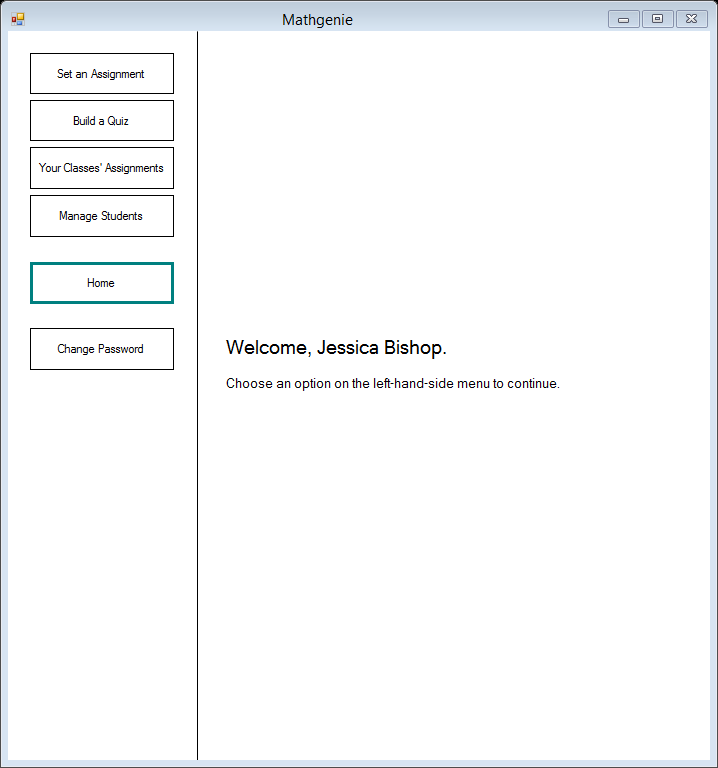 Mathgenie
Set an Assignment
Build a Quiz
Your Classes' Assignments
Manage Students
Home
Change Password
Welcome, Jessica Bishop.
Choose an option on the left-hand-side menu to continue.